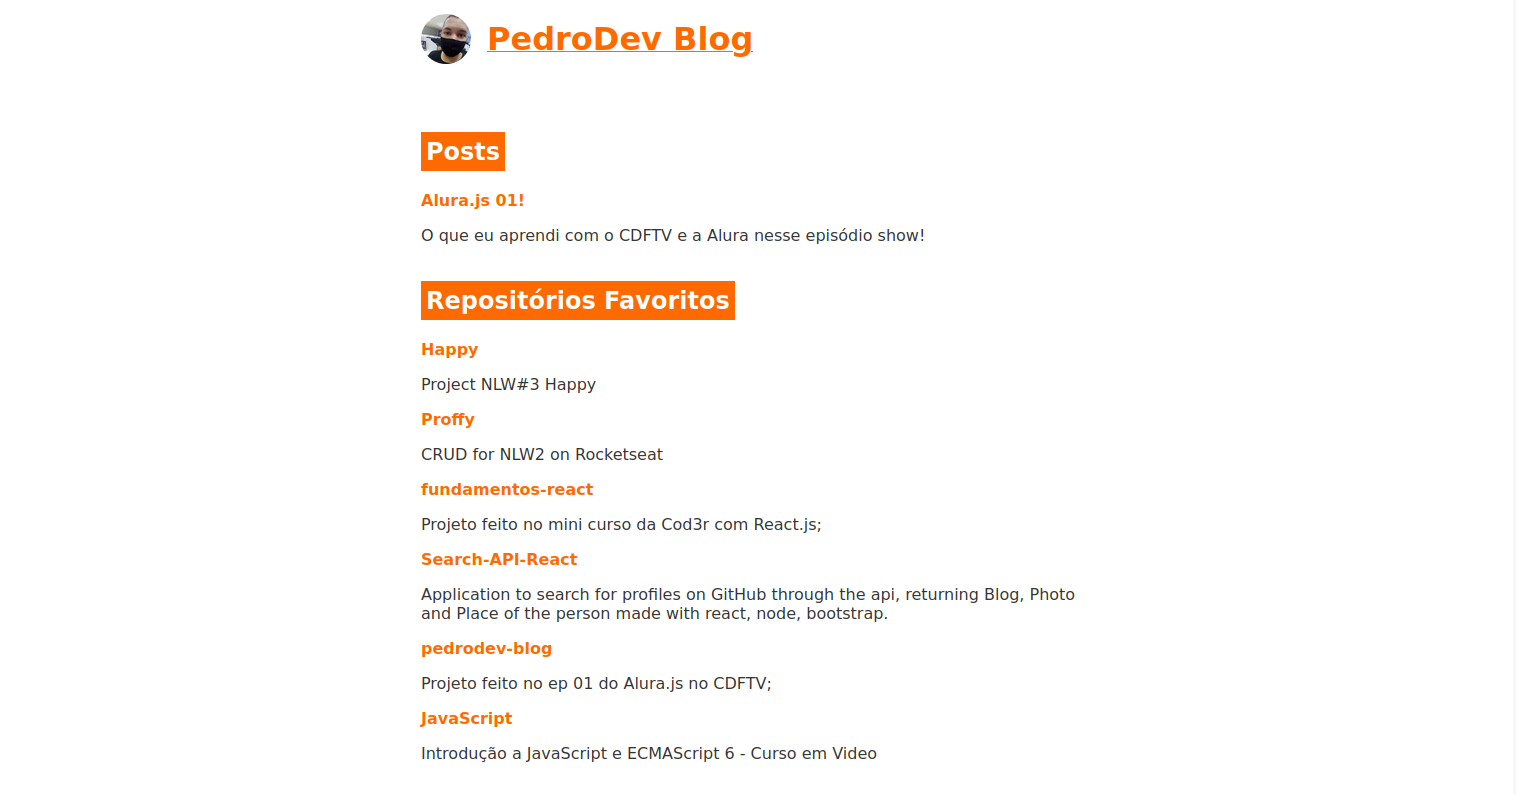 PedroDev Blog
Posts
Alura.js 01!
O que eu aprendi com o CDFTV e a Alura nesse episódio show!
Repositórios Favoritos
Happy
Project NLW#3 Happy
Proffy
CRUD for NLW2 on Rocketseat
fundamentos-react
Projeto feito no mini curso da Cod3r com React.js;
Search-API-React
Application to search for profiles on GitHub through the api, returning Blog, Photo
and Place of the person made with react, node, bootstrap.
pedrodev-blog
Projeto feito no ep 01 do Alura.js no CDFTV;
JavaScript
Introdução a JavaScript e ECMAScript 6 - Curso em Video